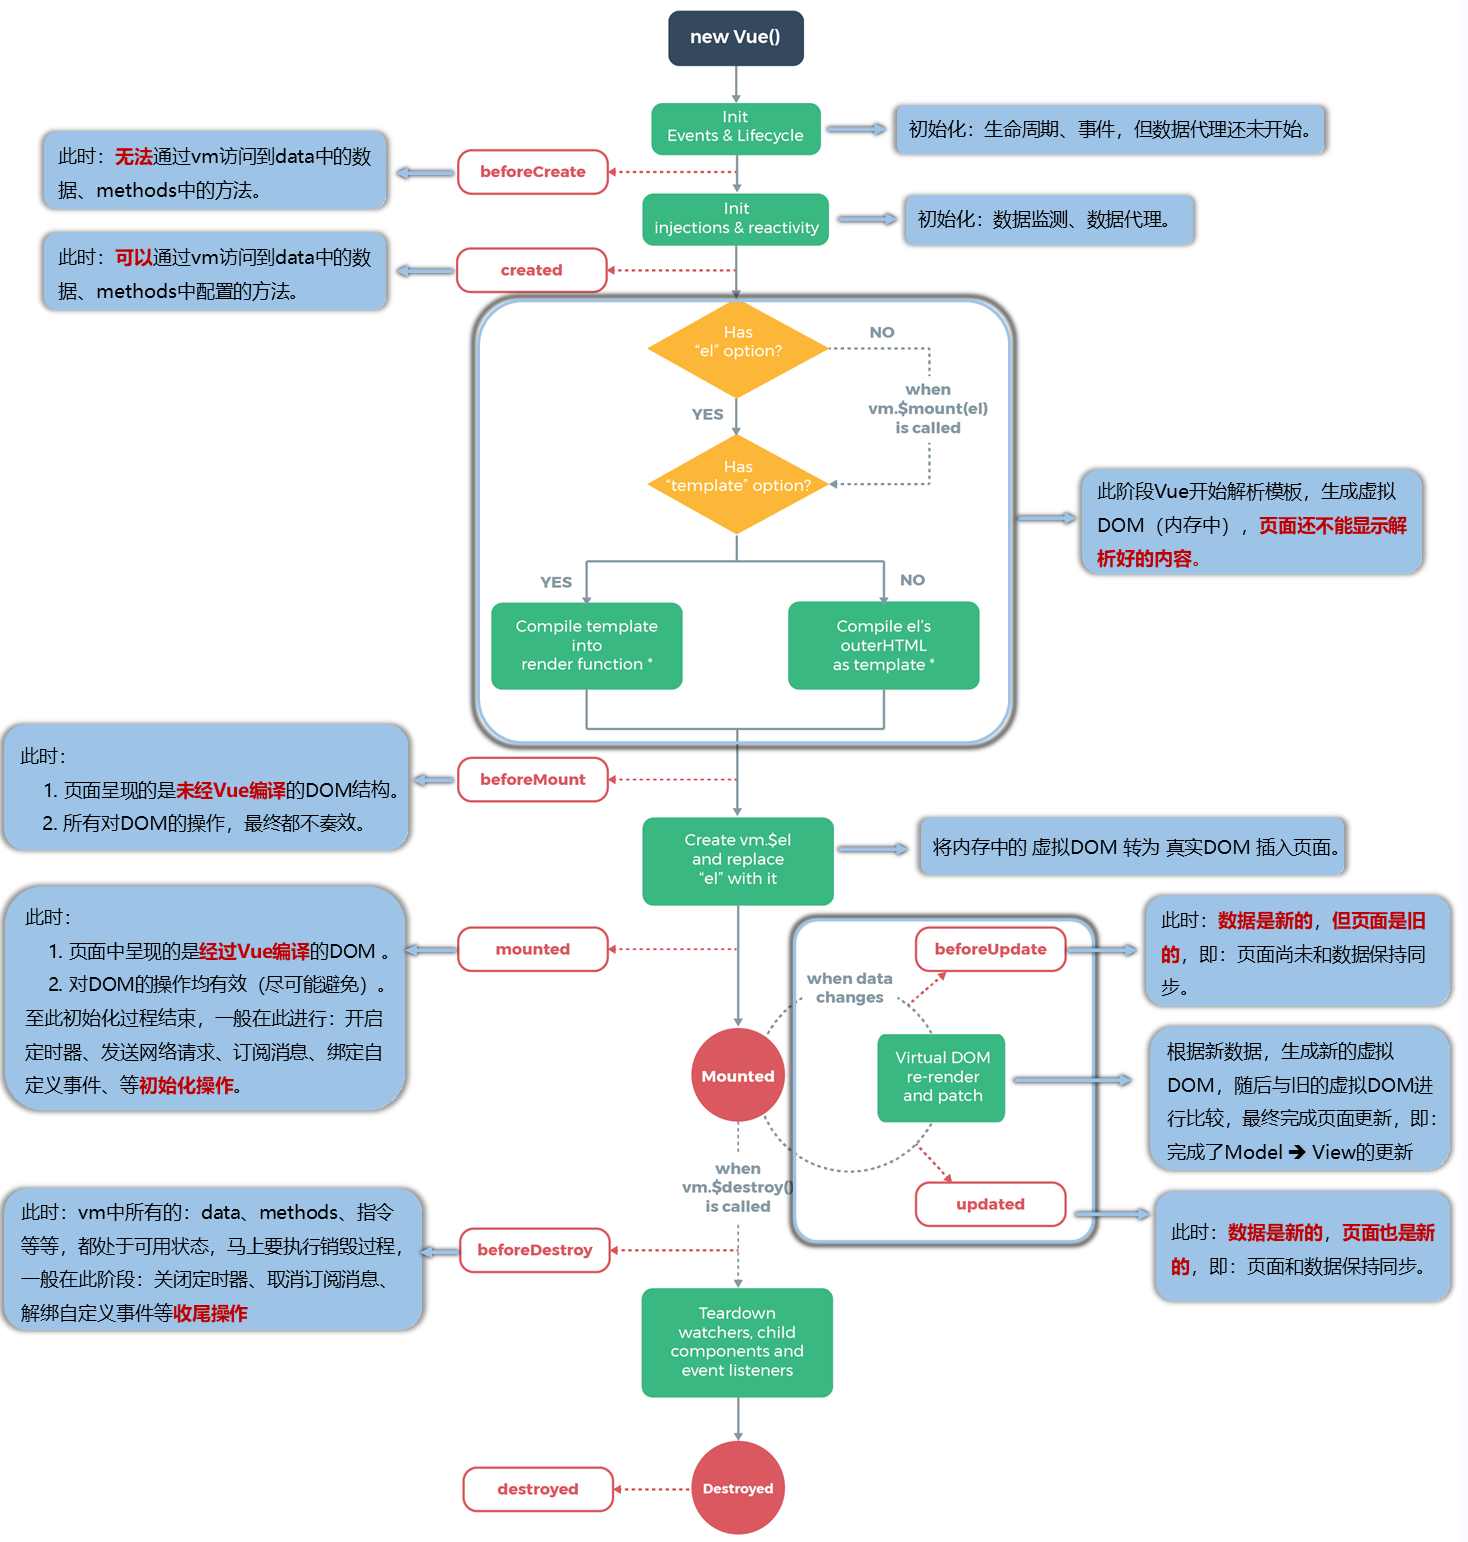 new Vue()
Init
Events & Lifecycle
初始化：生命周期、事件，但数据代理还未开始。
此时：无法通过vm访问到data中的数
据、methods中的方法。
beforeCreate
Init
injections & reactivity
初始化：数据监测、数据代理。
此时：可以通过vm访问到data中的数
据、methods中配置的方法。
created
Has
“el” option?
NO
when
vm.$mount(el)
is called
YES
Has
“template” option?
此阶段Vue开始解析模板，生成虚拟
DOM（内存中），页面还不能显示解
析好的内容。
YES
NO
Compile template
into
render function *
Compile el’s
outerHTML
as template *
此时：
1. 页面呈现的是未经Vue编译的DOM结构。
2. 所有对DOM的操作，最终都不奏效。
beforeMount
Create vm.$el
and replace
“el” with it
将内存中的 虚拟DOM 转为 真实DOM 插入页面。
此时：
1. 页面中呈现的是经过Vue编译的DOM 。
2. 对DOM的操作均有效（尽可能避免）。
至此初始化过程结束，一般在此进行：开启
定时器、发送网络请求、订阅消息、绑定自
定义事件、等初始化操作。
mounted
beforeUpdate
此时：数据是新的，但页面是旧
的，即：页面尚未和数据保持同
步。
when data
changes
Mounted
Virtual DOM
re-render
and patch
根据新数据，生成新的虚拟
DOM，随后与旧的虚拟DOM进
行比较，最终完成页面更新，即：
完成了Model ➔ View的更新
when
vm.$destroy()
is called
updated
此时：数据是新的，页面也是新
的，即：页面和数据保持同步。
此时：vm中所有的：data、methods、指令
等等，都处于可用状态，马上要执行销毁过程，
一般在此阶段：关闭定时器、取消订阅消息、
解绑自定义事件等收尾操作
beforeDestroy
Teardown
watchers, child
components and
event listeners
destroyed
Destroyed